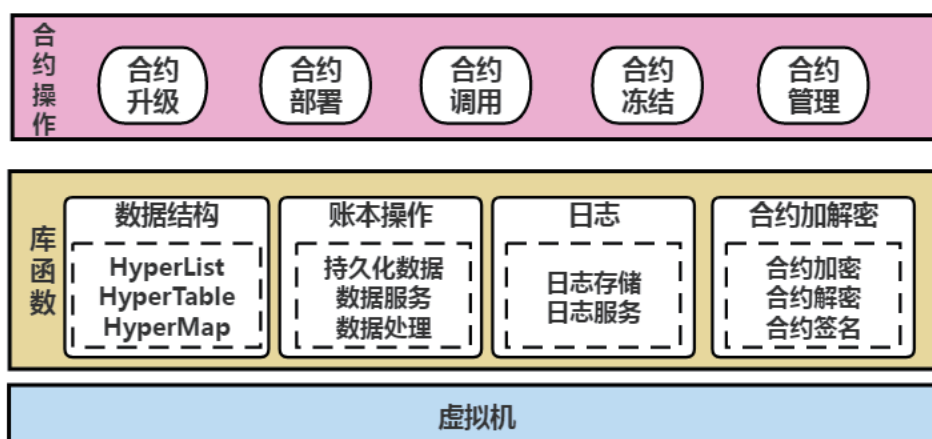 合约操作
合约
升级
合约
部署
合约
调用
合约
冻结
合约
管理
库函数
数据结构
HyperList
HyperTable
HyperMap
账本操作
持久化数据
数据服务
数据处理
日志
日志存储
日志服务
合约加解密
合约加密
合约解密
合约签名
虚拟机